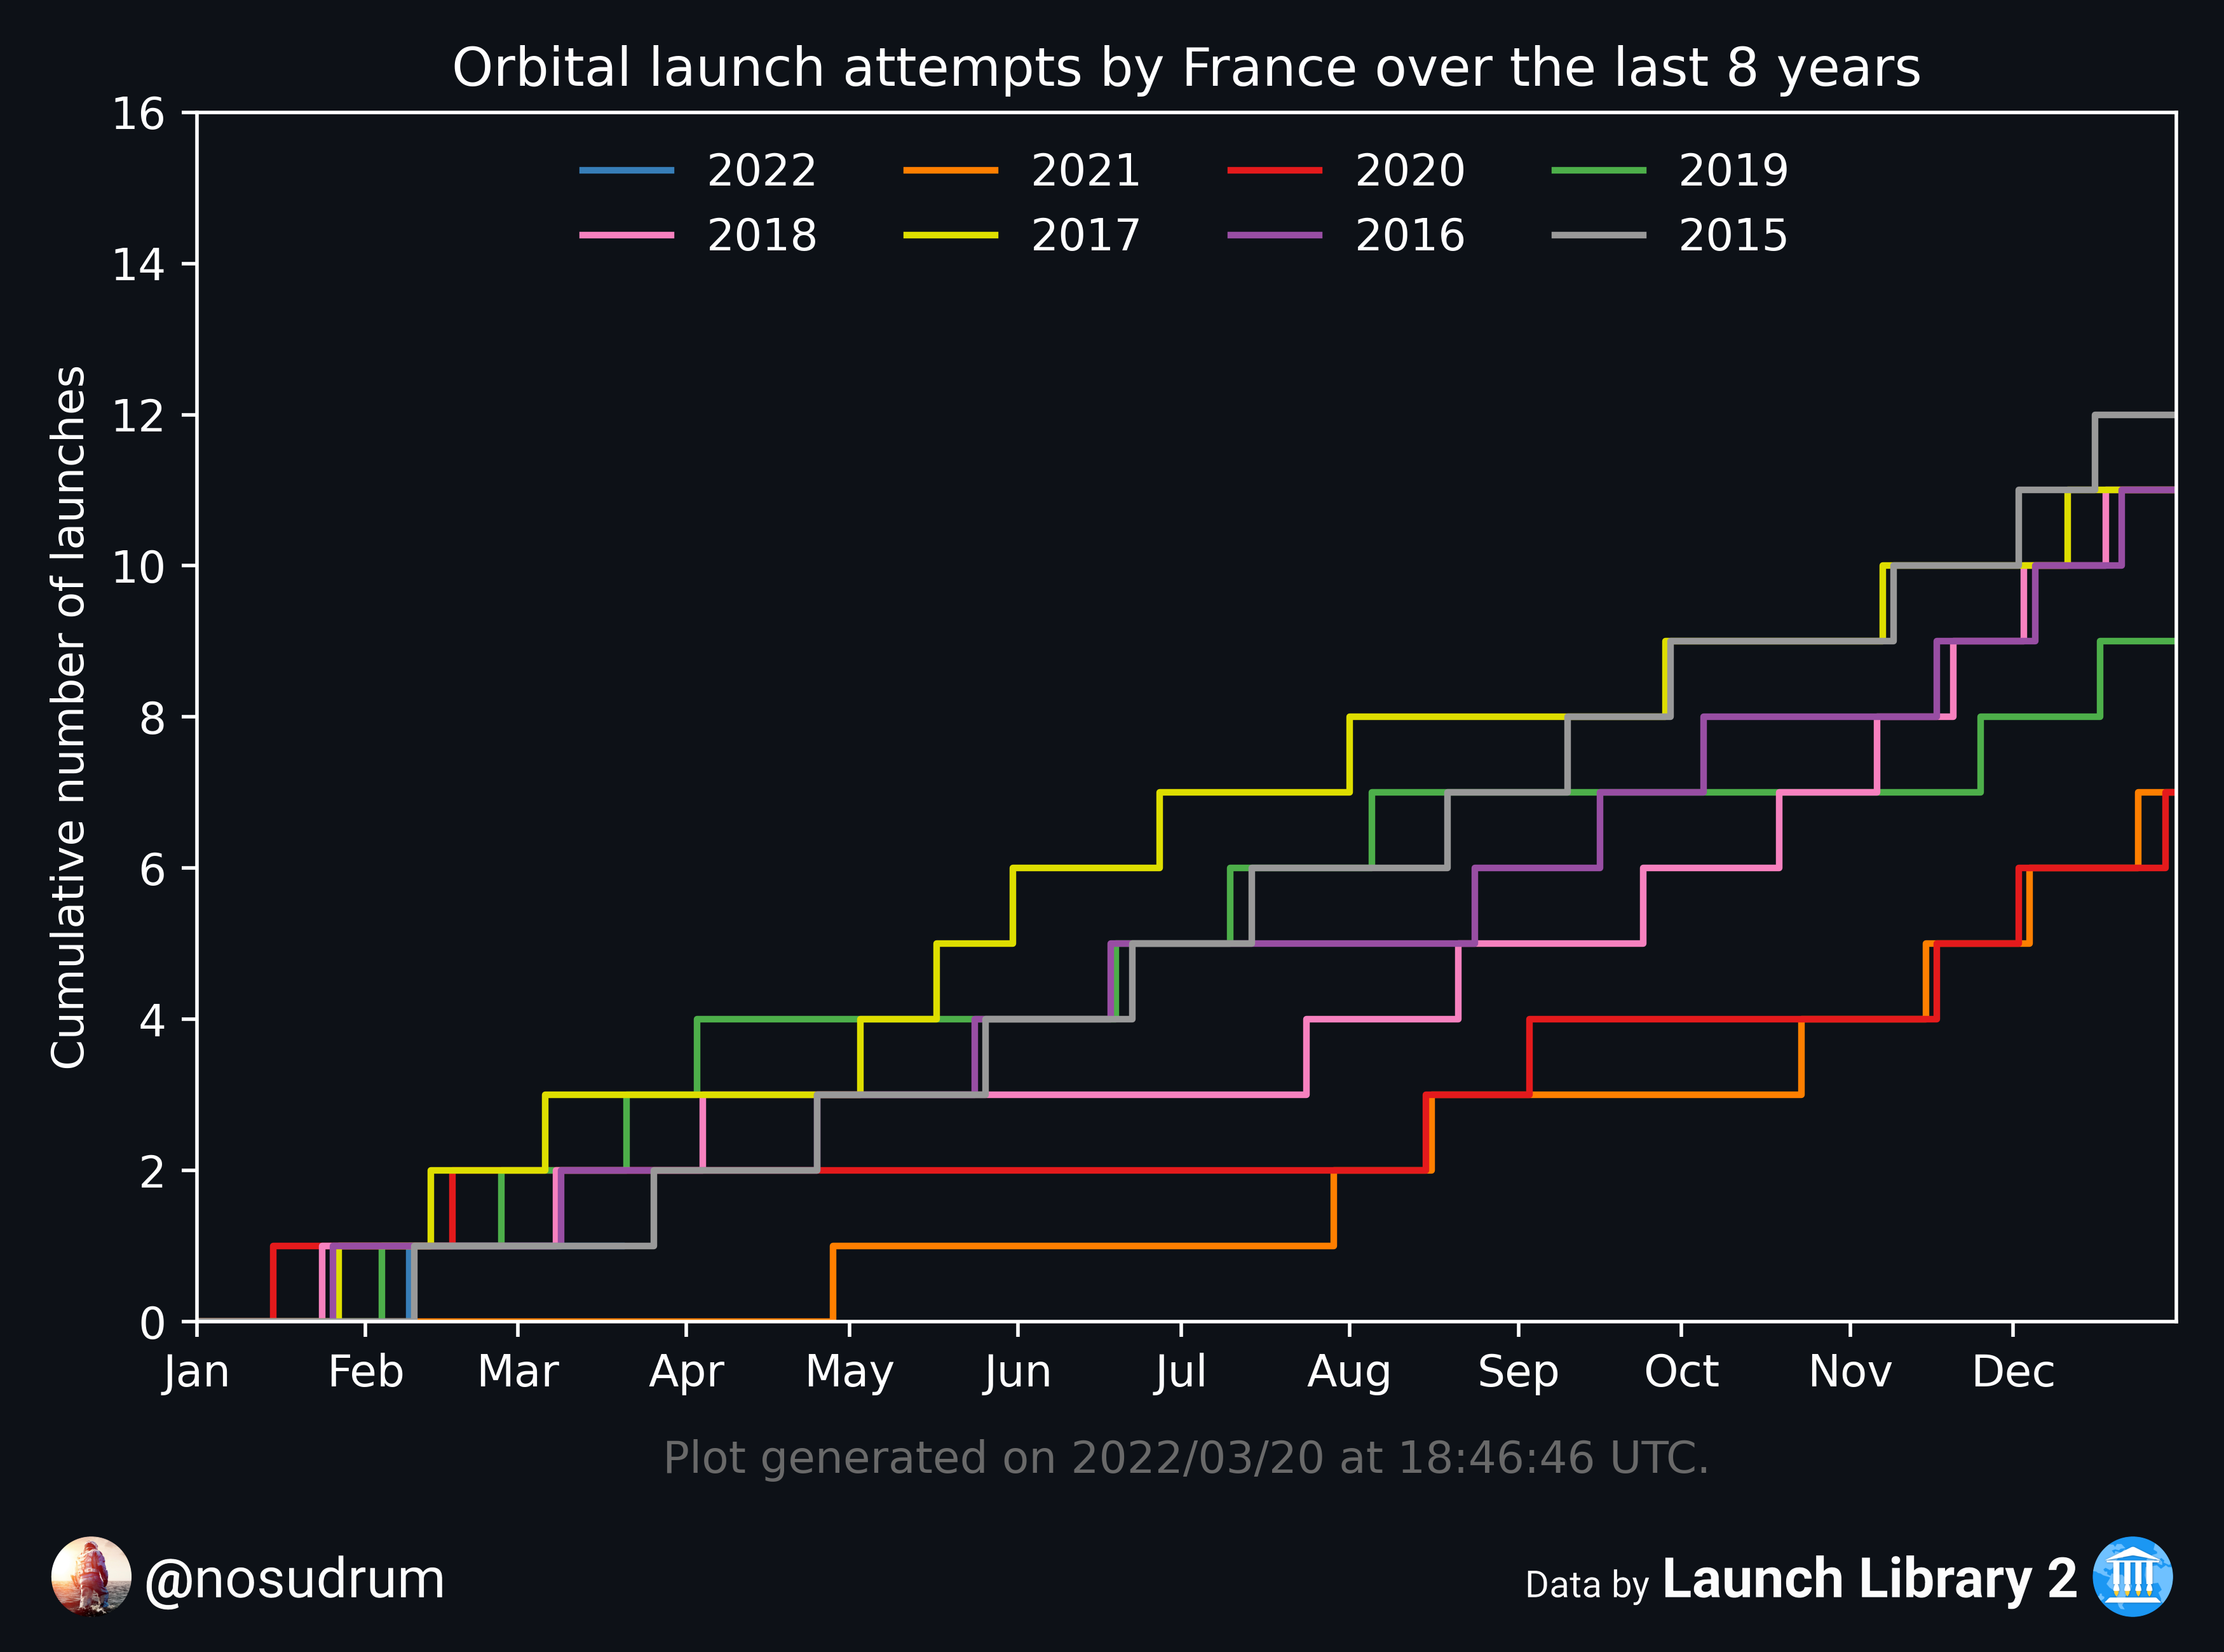 Orbital launch attempts by France over the last 8 years
16
14
12
10
8
6
4
2
0
Cumulative number of launches
2022 2021 2020 2019
2018 2017 2016 2015
Jan Feb Mar Apr May Jun Jul Aug Sep Oct Nov Dec
Plot generated on 2022/03/20 at 18:46:46 UTC.
@nosudrum
Data by Launch Library 2